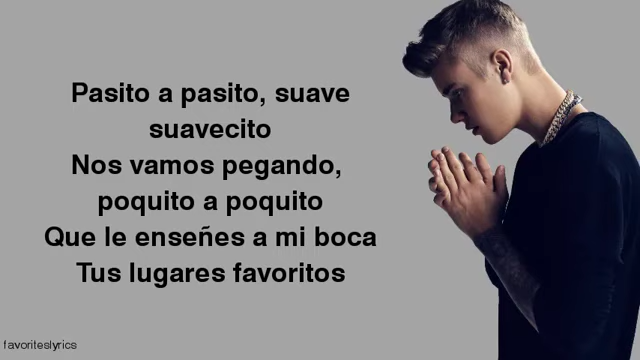 Pasito a pasito, suave
suavecito
Nos vamos pegando,
poquito a poquito
Que le enseñes a mi boca
Tus lugares favoritos
favoriteslyrics